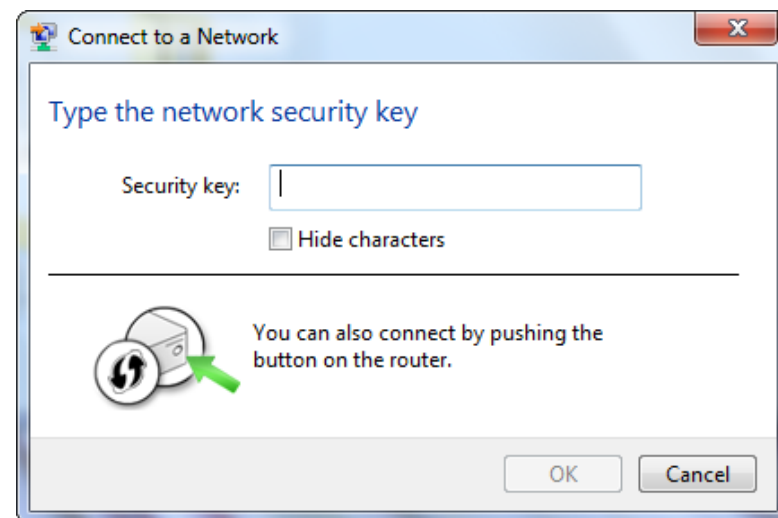 Connect to a Network
Type the network security key
Security key:
Hide characters
You can also connect by pushing the
button on the router.
OK
Cancel